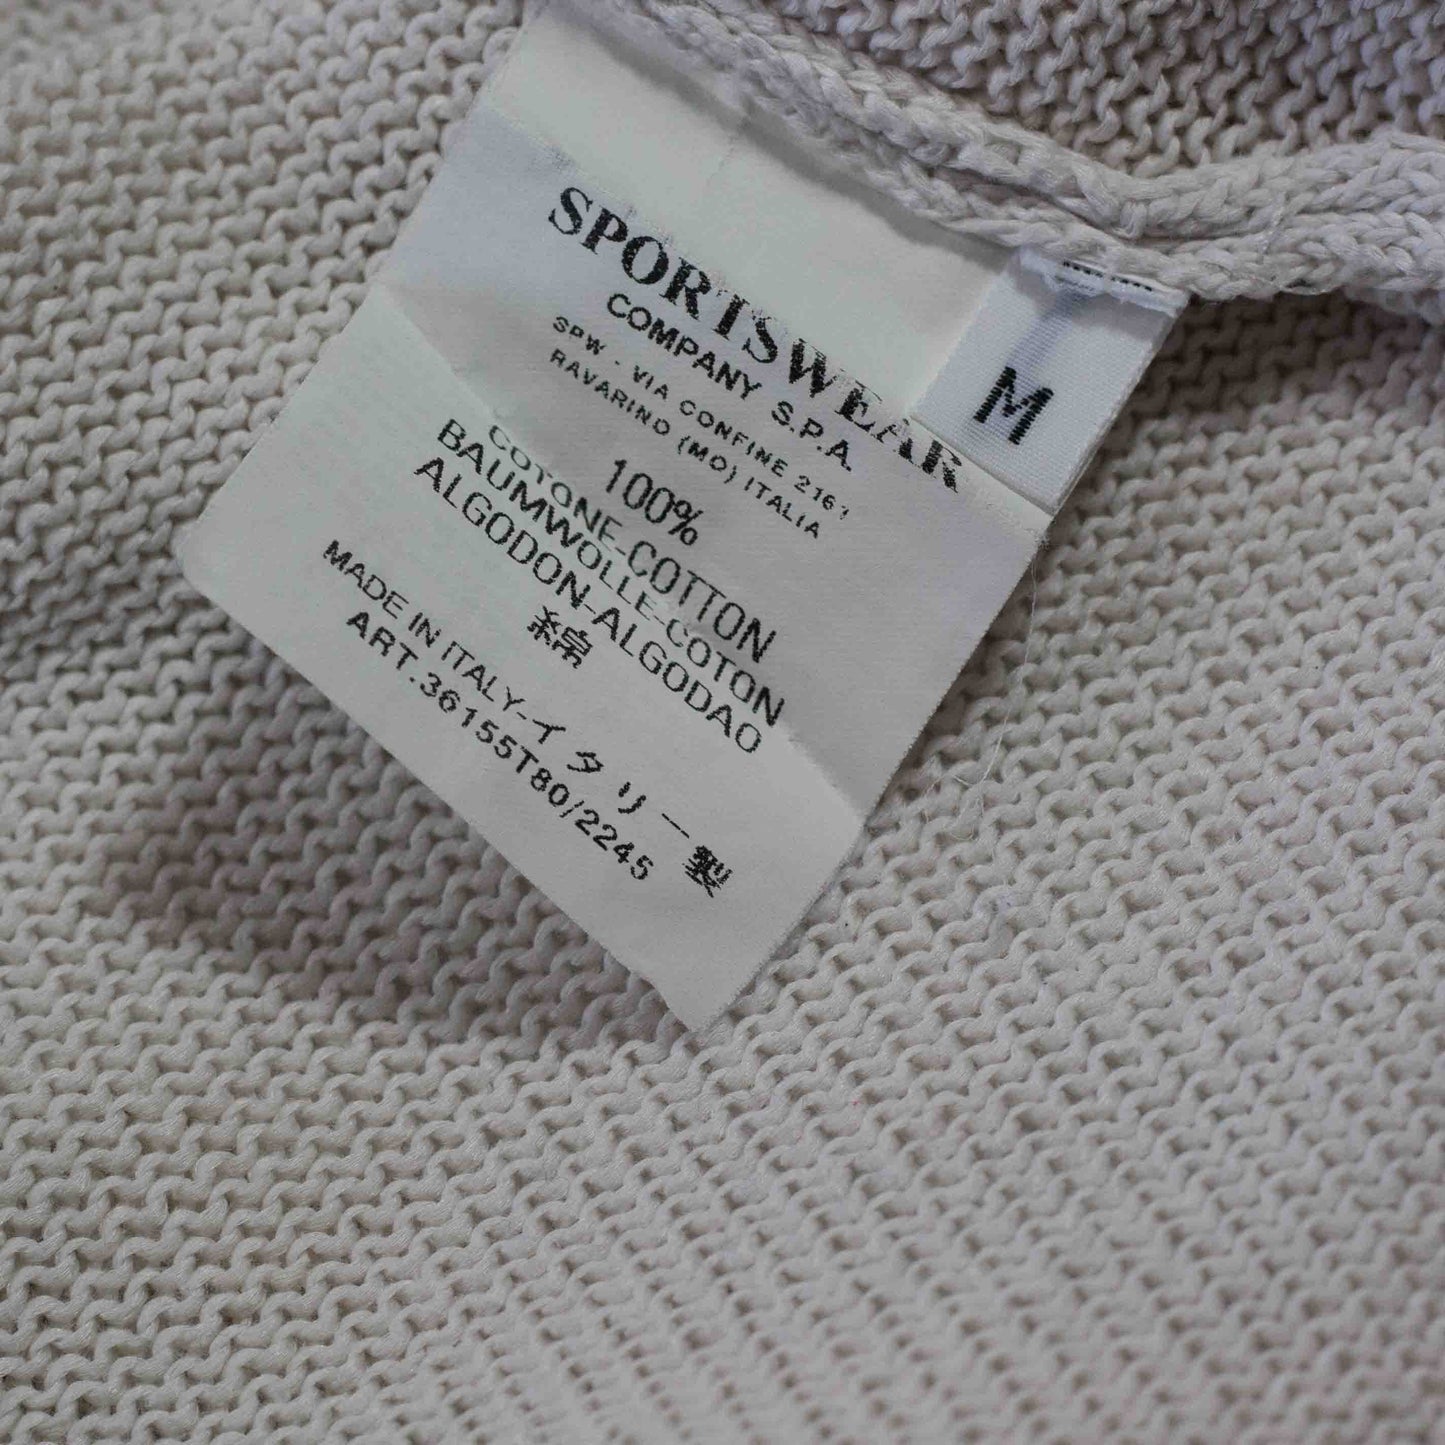 SPORTSWEAR
COMPANY S.P.A.
SPW - VIA CONFINE 2161
RAVARINO (MO) ITALIA
100%
COTONE-COTTON
BAUMWOLLE-COTON
ALGODON-ALGODAO
綿
MADE IN ITALY-イタリー製
ART.36155T80/2245
M